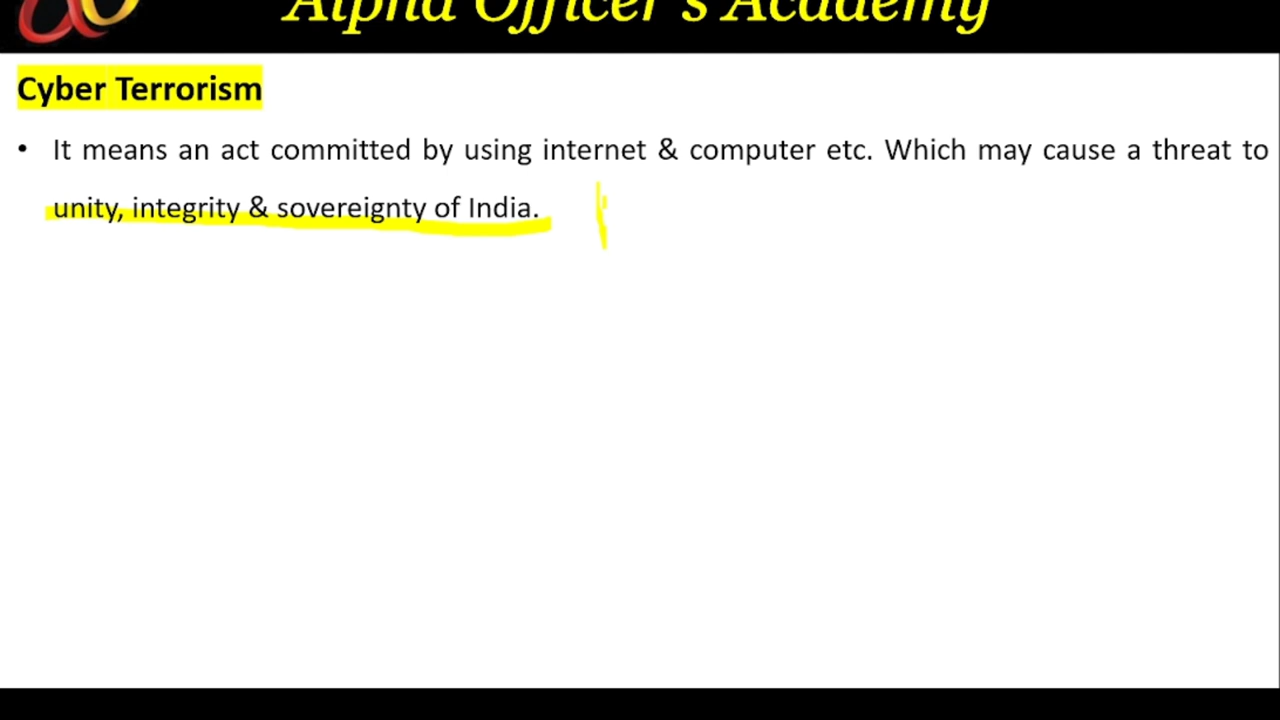 Alpha Officer's Academy
Cyber Terrorism
• It means an act committed by using internet & computer etc. Which may cause a threat to
unity, integrity & sovereignty of India.